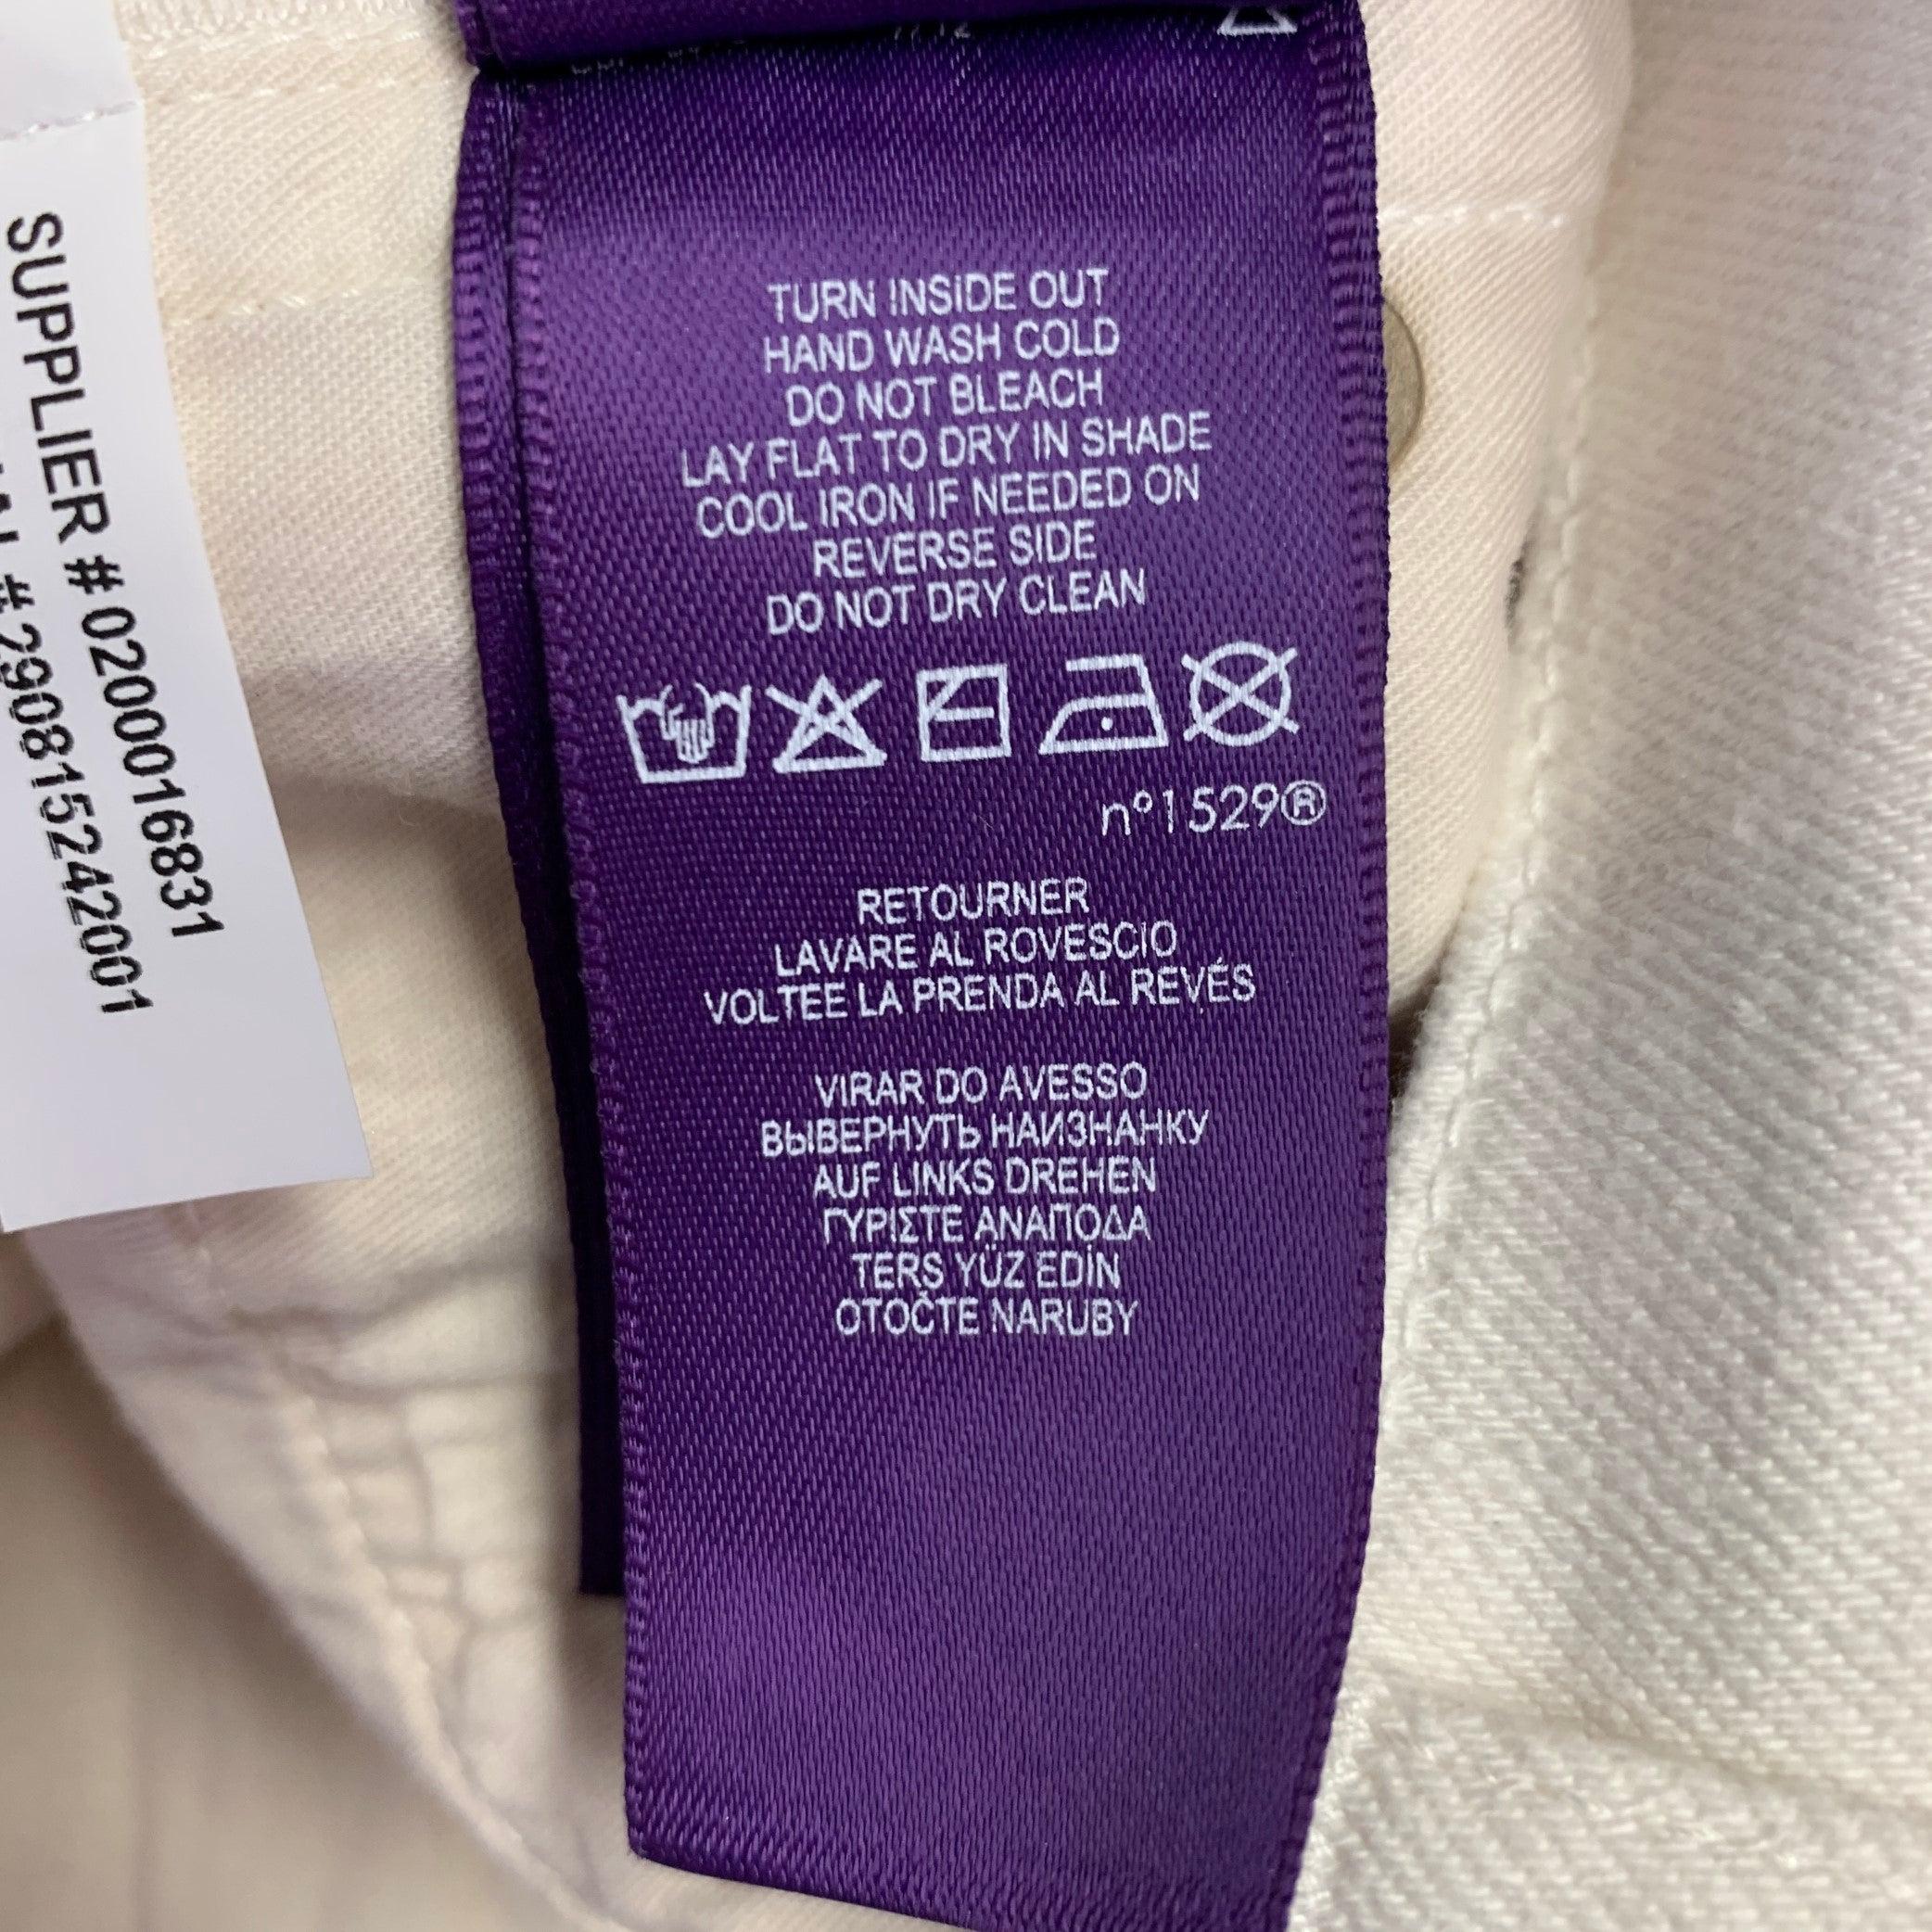 TURN INSIDE OUT
HAND WASH COLD
DO NOT BLEACH
LAY FLAT TO DRY IN SHADE
COOL IRON IF NEEDED ON
REVERSE SIDE
DO NOT DRY CLEAN
nº1529®
RETOURNER
LAVARE AL ROVESCIO
VOLTEE LA PRENDA AL REVÉS
VIRAR DO AVESSO
ВЫВЕРНУТЬ НАИЗНАНКУ
AUF LINKS DREHEN
ΓΥΡΙΣΤΕ ΑΝΑΠΟΔΑ
TERS YÜZ EDİN
OTOČTE NARUBY
SUPPLIER #0200016831
# 290815242001